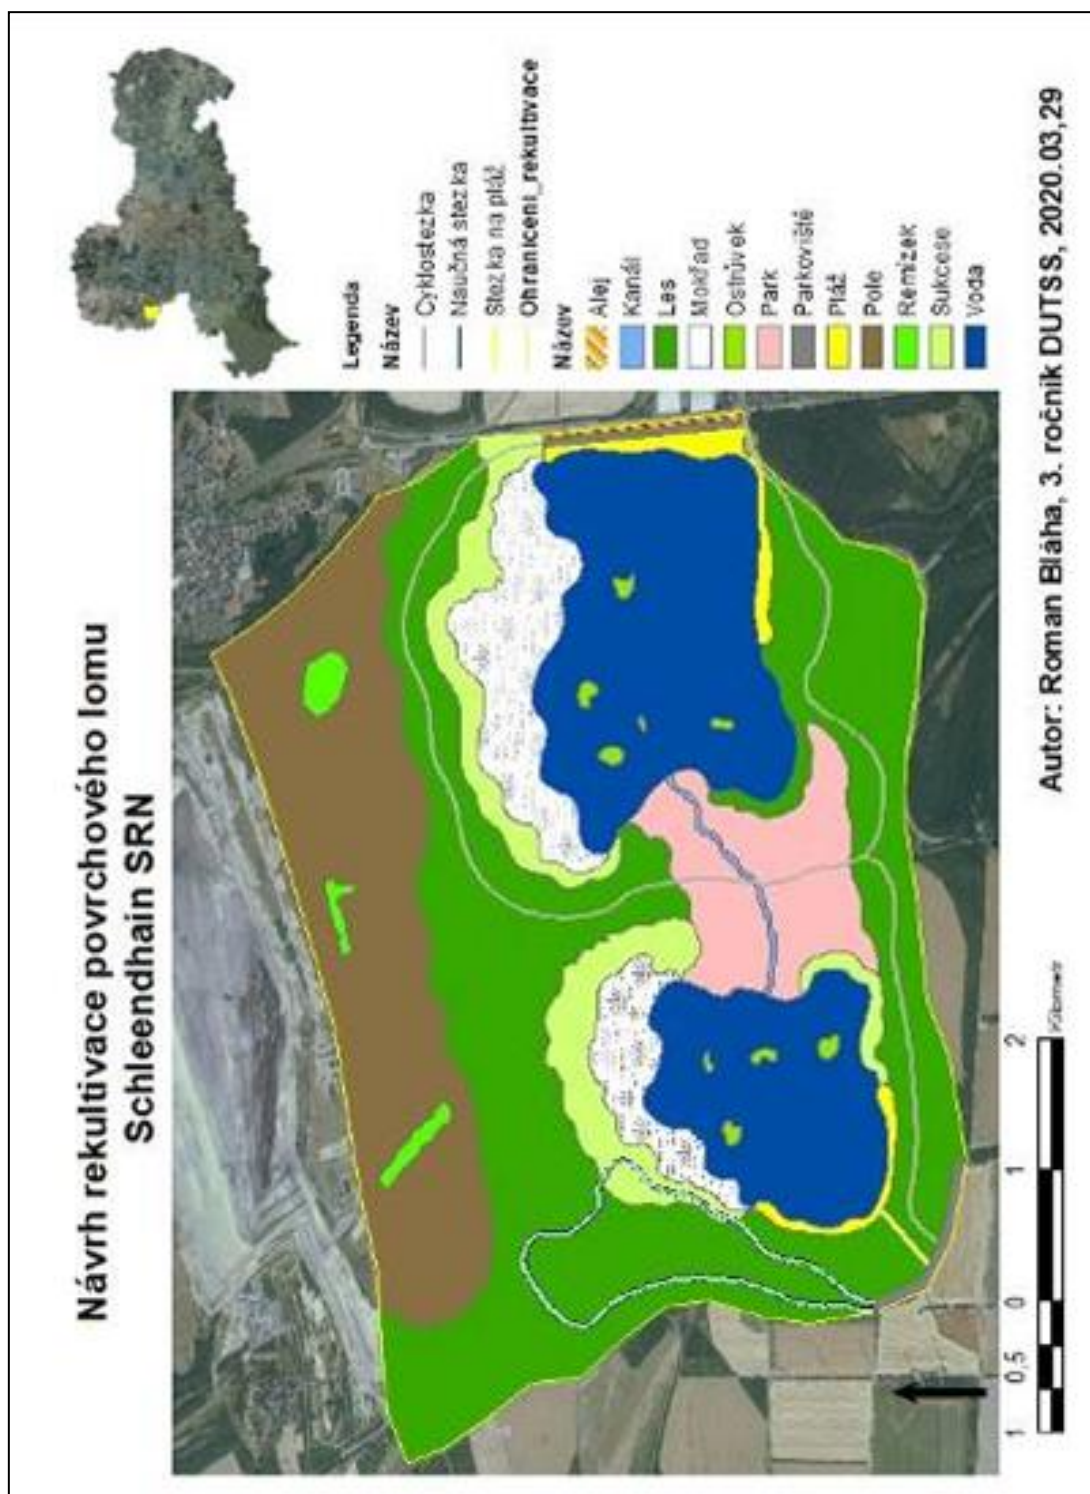 Návrh rekultivace povrchového lomu
Schleendhain SRN
Legenda
Název
Cyklostezka
Naučná stezka
Stezka na pláž
Ohraniceni_rekultivace
Název
Alej
Kanál
Les
Mokřad
Ostrůvek
Park
Parkoviště
Pláž
Pole
Remízek
Sukcese
Voda
1 0,5 0 1 2
Kilometr
Autor: Roman Bláha, 3. ročník DUTSS, 2020.03,29